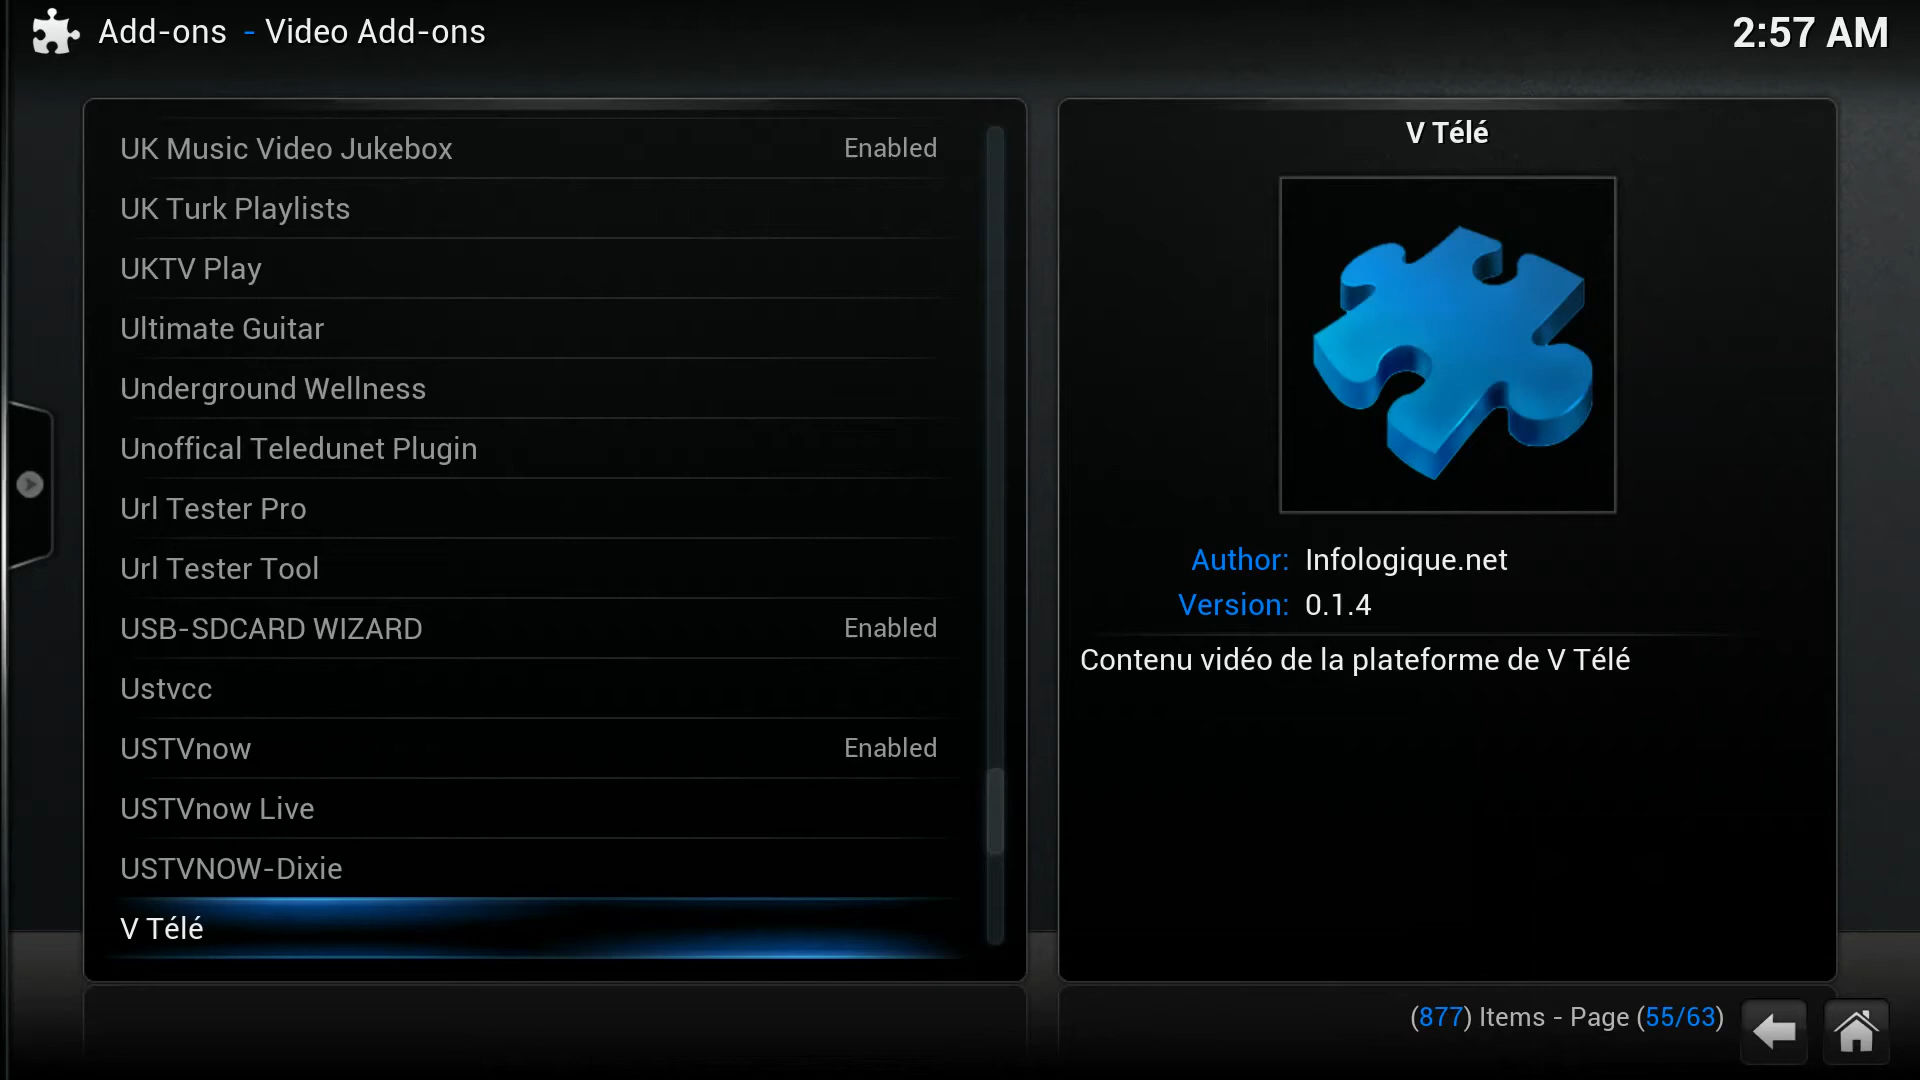 Add-ons - Video Add-ons
2:57 AM
UK Music Video Jukebox Enabled
UK Turk Playlists
UKTV Play
Ultimate Guitar
Underground Wellness
Unoffical Teledunet Plugin
Url Tester Pro
Url Tester Tool
USB-SDCARD WIZARD Enabled
Ustvcc
USTVnow Enabled
USTVnow Live
USTVNOW-Dixie
V Télé
V Télé
Author: Infologique.net
Version: 0.1.4
Contenu vidéo de la plateforme de V Télé
(877) Items - Page (55/63)